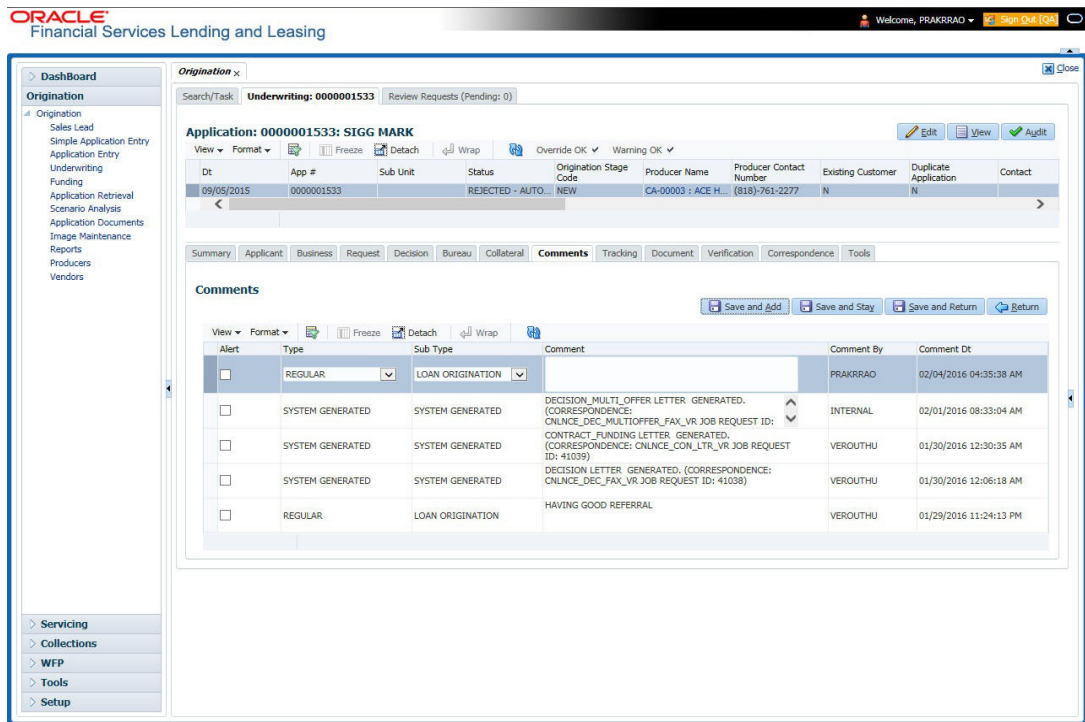 ORACLE
Financial Services Lending and Leasing
Welcome, PRAKRRAO Sign Out [QA]
Close
DashBoard
Origination
Origination
Sales Lead
Simple Application Entry
Application Entry
Underwriting
Funding
Application Retrieval
Scenario Analysis
Application Documents
Image Maintenance
Reports
Producers
Vendors
Servicing
Collections
WFP
Tools
Setup
Origination
Search/Task Underwriting: 0000001533 Review Requests (Pending: 0)
Application: 0000001533: SIGG MARK
Edit View Audit
View Format Freeze Detach Wrap Override OK Warning OK
Dt App # Sub Unit Status Origination Stage Code Producer Name Producer Contact Number Existing Customer Duplicate Application Contact
09/05/2015 0000001533 REJECTED - AUTO... NEW CA-00003 : ACE H... (818)-761-2277 N N
Summary Applicant Business Request Decision Bureau Collateral Comments Tracking Document Verification Correspondence Tools
Comments
Save and Add Save and Stay Save and Return Return
View Format Freeze Detach Wrap
Alert Type Sub Type Comment Comment By Comment Dt
REGULAR LOAN ORIGINATION PRAKRRAO 02/04/2016 04:35:38 AM
SYSTEM GENERATED SYSTEM GENERATED DECISION_MULTI_OFFER LETTER GENERATED.
(CORRESPONDENCE:
CNLNCE_DEC_MULTIOFFER_FAX_VR JOB REQUEST ID: INTERNAL 02/01/2016 08:33:04 AM
SYSTEM GENERATED SYSTEM GENERATED CONTRACT_FUNDING LETTER GENERATED.
(CORRESPONDENCE: CNLNCE_CON_LTR_VR JOB REQUEST
ID: 41039) VEROUTHU 01/30/2016 12:30:35 AM
SYSTEM GENERATED SYSTEM GENERATED DECISION LETTER GENERATED. (CORRESPONDENCE:
CNLNCE_DEC_FAX_VR JOB REQUEST ID: 41038) VEROUTHU 01/30/2016 12:06:18 AM
REGULAR LOAN ORIGINATION HAVING GOOD REFERRAL VEROUTHU 01/29/2016 11:24:13 PM